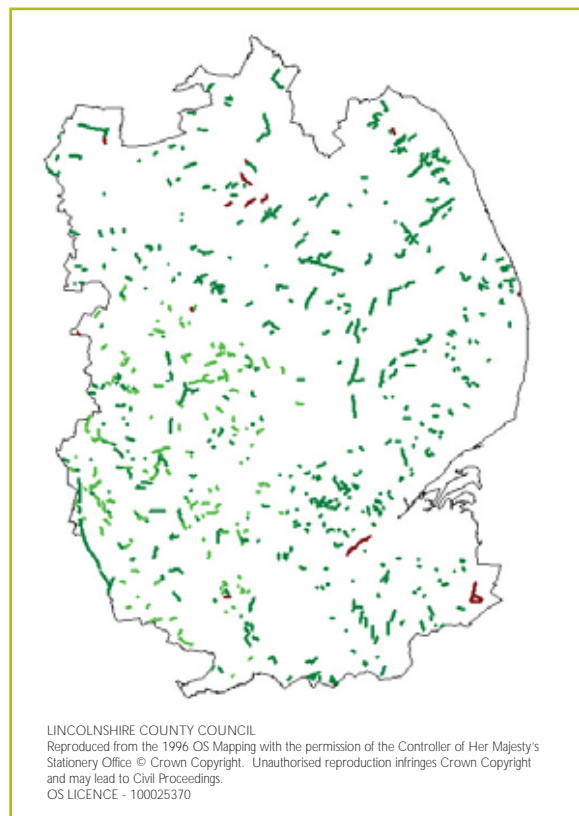 LINCOLNSHIRE COUNTY COUNCIL
Reproduced from the 1996 OS Mapping with the permission of the Controller of Her Majesty's
Stationery Office © Crown Copyright.  Unauthorised reproduction infringes Crown Copyright
and may lead to Civil Proceedings.
OS LICENCE - 100025370